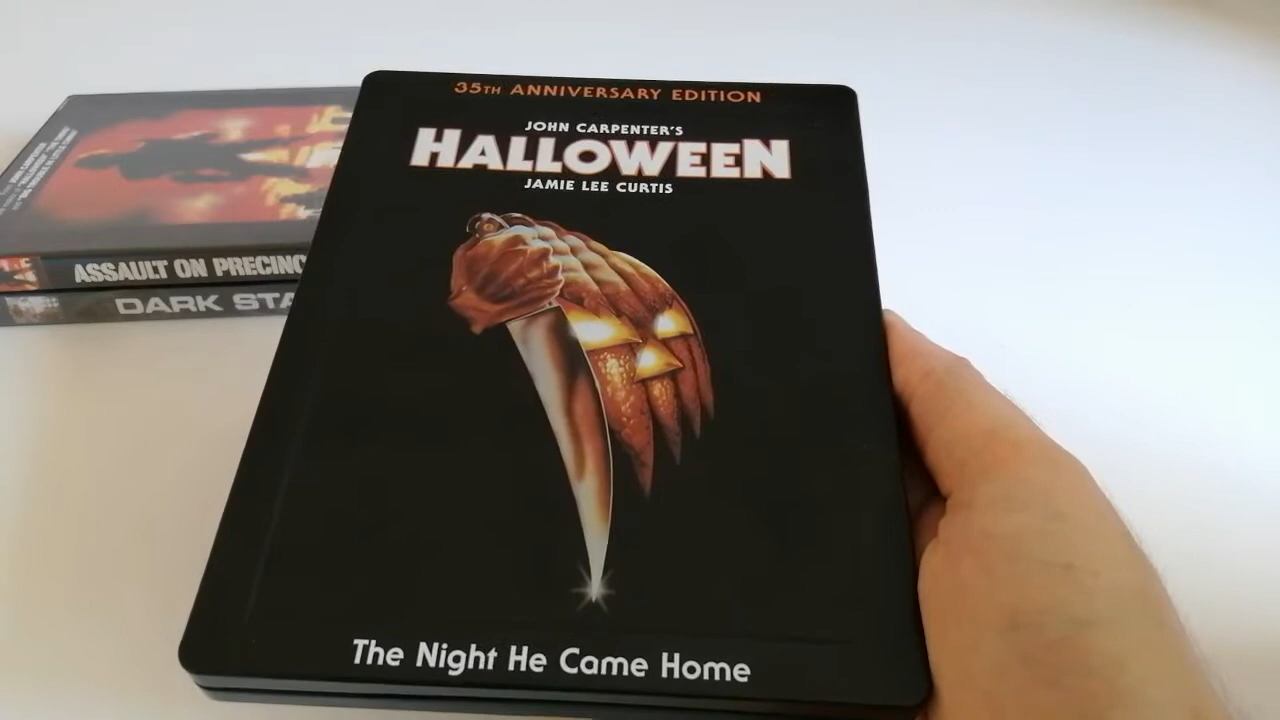 35TH ANNIVERSARY EDITION
JOHN CARPENTER'S
HALLOWEEN
JAMIE LEE CURTIS
The Night He Came Home
ASSAULT ON PRECINC
DARK STA